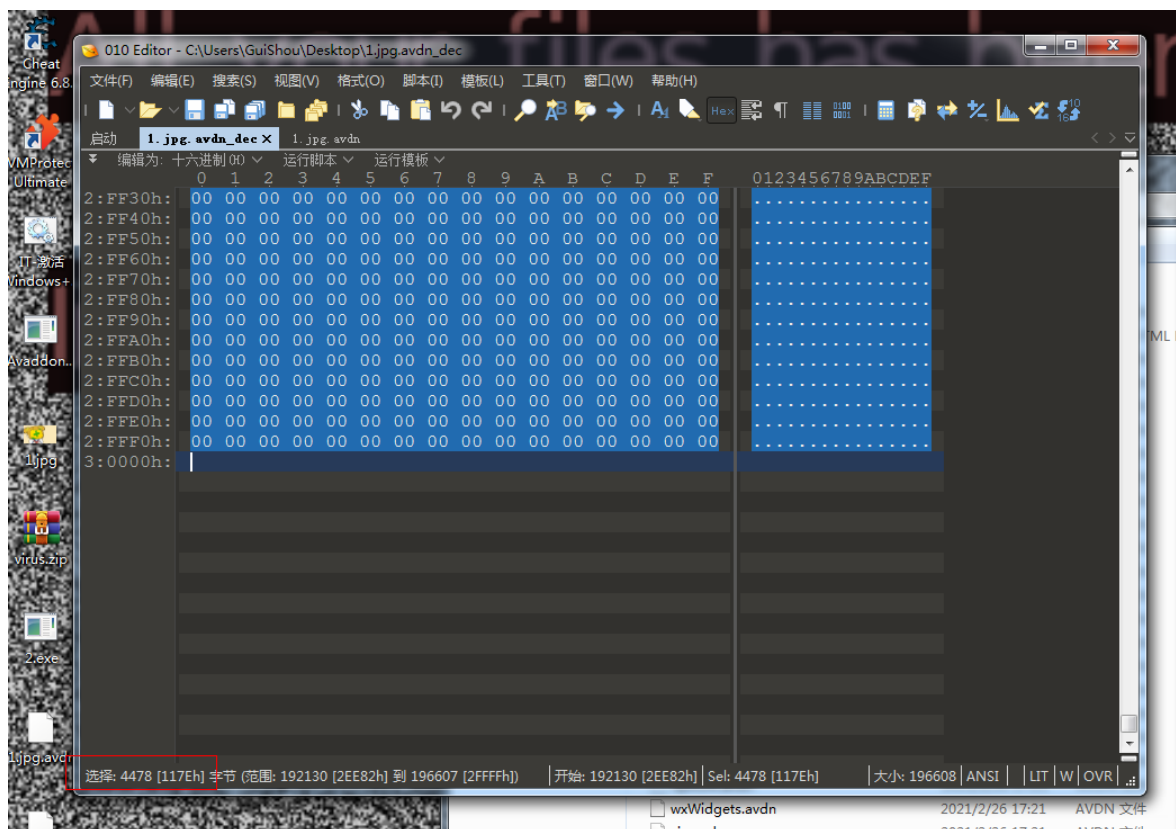 All your files has been
Cheat
Engine 6.8.
VMProtec
Ultimate
IT-激活
Windows+
Avaddon..
1.jpg
virus.zip
2.exe
1.jpg.avdn
010 Editor - C:\Users\GuiShou\Desktop\1.jpg.avdn_dec
文件(F) 编辑(E) 搜索(S) 视图(V) 格式(O) 脚本(I) 模板(L) 工具(T) 窗口(W) 帮助(H)
Hex
启动 1.jpg.avdn_dec X 1.jpg.avdn
编辑为: 十六进制(H) 运行脚本 运行模板
0 1 2 3 4 5 6 7 8 9 A B C D E F 0123456789ABCDEF
2:FF30h: 00 00 00 00 00 00 00 00 00 00 00 00 00 00 00 00 ................
2:FF40h: 00 00 00 00 00 00 00 00 00 00 00 00 00 00 00 00 ................
2:FF50h: 00 00 00 00 00 00 00 00 00 00 00 00 00 00 00 00 ................
2:FF60h: 00 00 00 00 00 00 00 00 00 00 00 00 00 00 00 00 ................
2:FF70h: 00 00 00 00 00 00 00 00 00 00 00 00 00 00 00 00 ................
2:FF80h: 00 00 00 00 00 00 00 00 00 00 00 00 00 00 00 00 ................
2:FF90h: 00 00 00 00 00 00 00 00 00 00 00 00 00 00 00 00 ................
2:FFA0h: 00 00 00 00 00 00 00 00 00 00 00 00 00 00 00 00 ................
2:FFB0h: 00 00 00 00 00 00 00 00 00 00 00 00 00 00 00 00 ................
2:FFC0h: 00 00 00 00 00 00 00 00 00 00 00 00 00 00 00 00 ................
2:FFD0h: 00 00 00 00 00 00 00 00 00 00 00 00 00 00 00 00 ................
2:FFE0h: 00 00 00 00 00 00 00 00 00 00 00 00 00 00 00 00 ................
2:FFF0h: 00 00 00 00 00 00 00 00 00 00 00 00 00 00 00 00 ................
3:0000h:
选择: 4478 [117Eh] 字节 (范围: 192130 [2EE82h] 到 196607 [2FFFFh]) 开始: 192130 [2EE82h] Sel: 4478 [117Eh] 大小: 196608 ANSI LIT W OVR
wxWidgets.avdn 2021/2/26 17:21 AVDN 文件